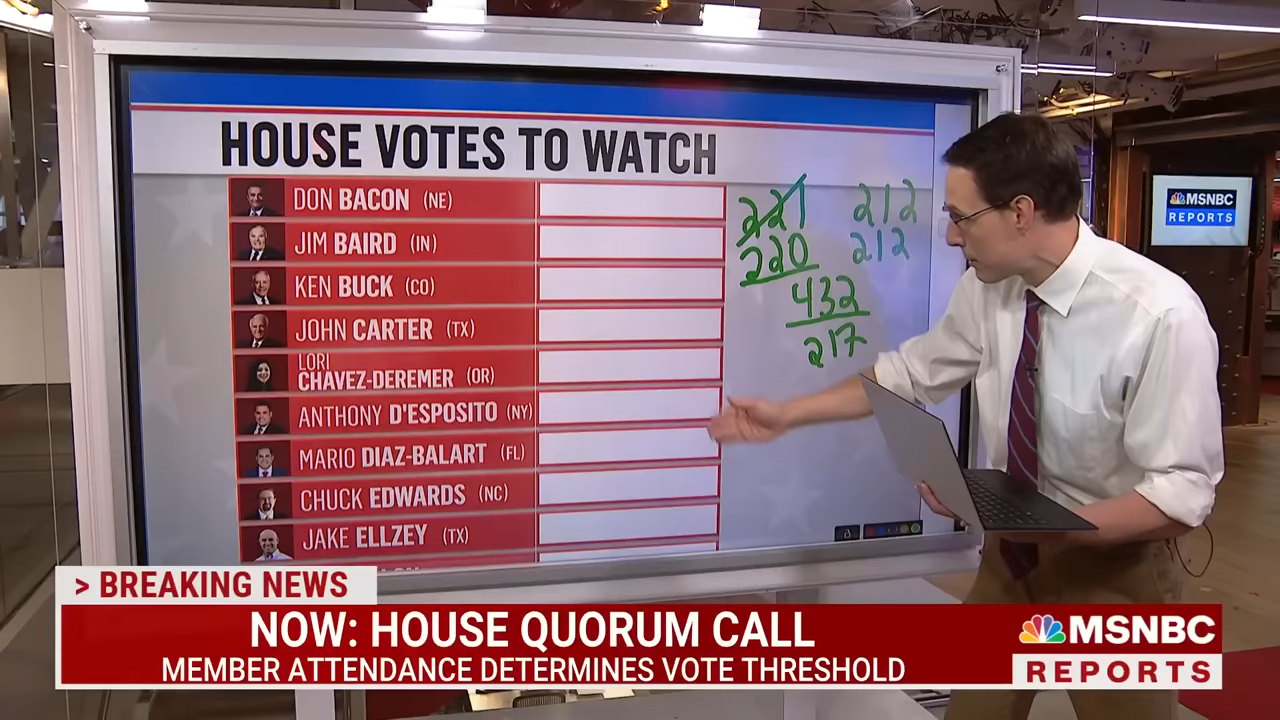 HOUSE VOTES TO WATCH
DON BACON (NE)
JIM BAIRD (IN)
KEN BUCK (CO)
JOHN CARTER (TX)
LORI
CHAVEZ-DEREMER (OR)
ANTHONY D'ESPOSITO (NY)
MARIO DIAZ-BALART (FL)
CHUCK EDWARDS (NC)
JAKE ELLZEY (TX)
221 212
220 212
432
217
MSNBC
REPORTS
> BREAKING NEWS
NOW: HOUSE QUORUM CALL
MEMBER ATTENDANCE DETERMINES VOTE THRESHOLD
MSNBC
REPORTS